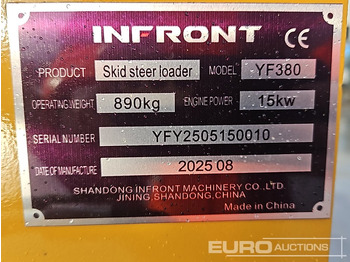 INFRONT CE
PRODUCT Skid steer loader MODEL YF380
OPERATING WEIGHT 890kg ENGINE POWER 15kw
SERIAL NUMBER YFY2505150010
DATE OF MANUFACTURE 2025 08
SHANDONG INFRONT MACHINERY CO.,LTD
JINING,SHANDONG,CHINA
Made in China
EURO AUCTIONS